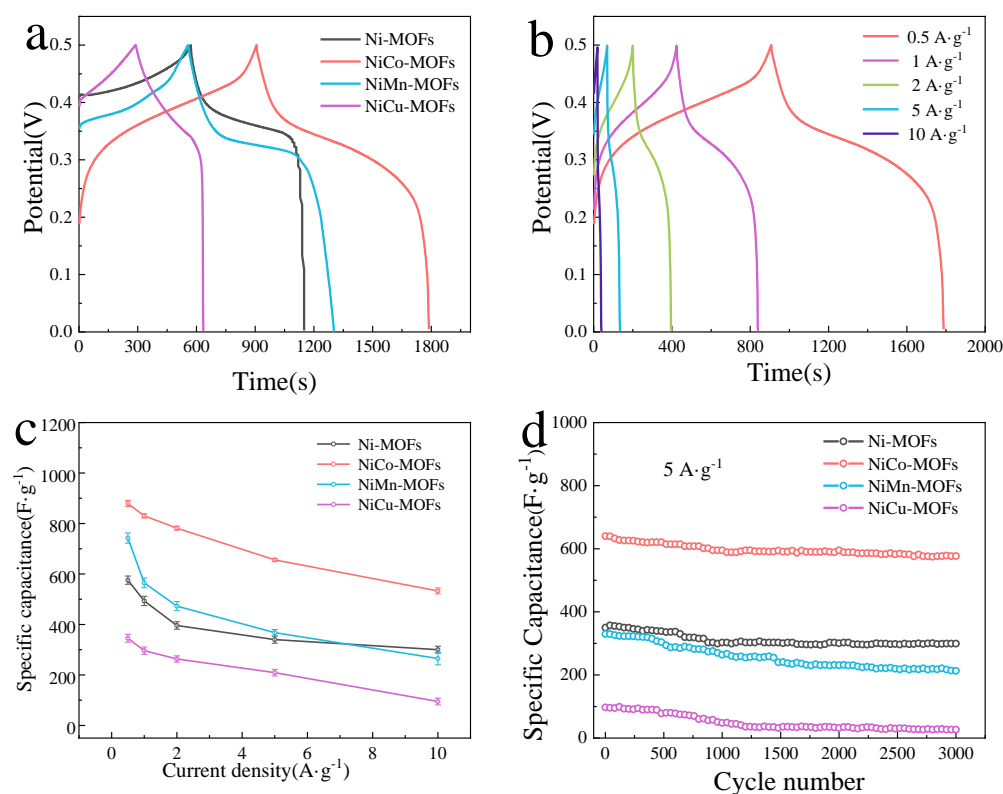 a
Ni-MOFs
NiCo-MOFs
NiMn-MOFs
NiCu-MOFs
Potential(V)
0.5
0.4
0.3
0.2
0.1
0.0
0 300 600 900 1200 1500 1800
Time(s)
b
0.5 A·g⁻¹
1 A·g⁻¹
2 A·g⁻¹
5 A·g⁻¹
10 A·g⁻¹
Potential(V)
0.5
0.4
0.3
0.2
0.1
0.0
0 400 800 1200 1600 2000
Time(s)
c
Ni-MOFs
NiCo-MOFs
NiMn-MOFs
NiCu-MOFs
Specific capacitance(F·g⁻¹)
1200
1000
800
600
400
200
0
0 2 4 6 8 10
Current density(A·g⁻¹)
d
5 A·g⁻¹
Ni-MOFs
NiCo-MOFs
NiMn-MOFs
NiCu-MOFs
Specific Capacitance(F·g⁻¹)
1000
800
600
400
200
0
0 500 1000 1500 2000 2500 3000
Cycle number